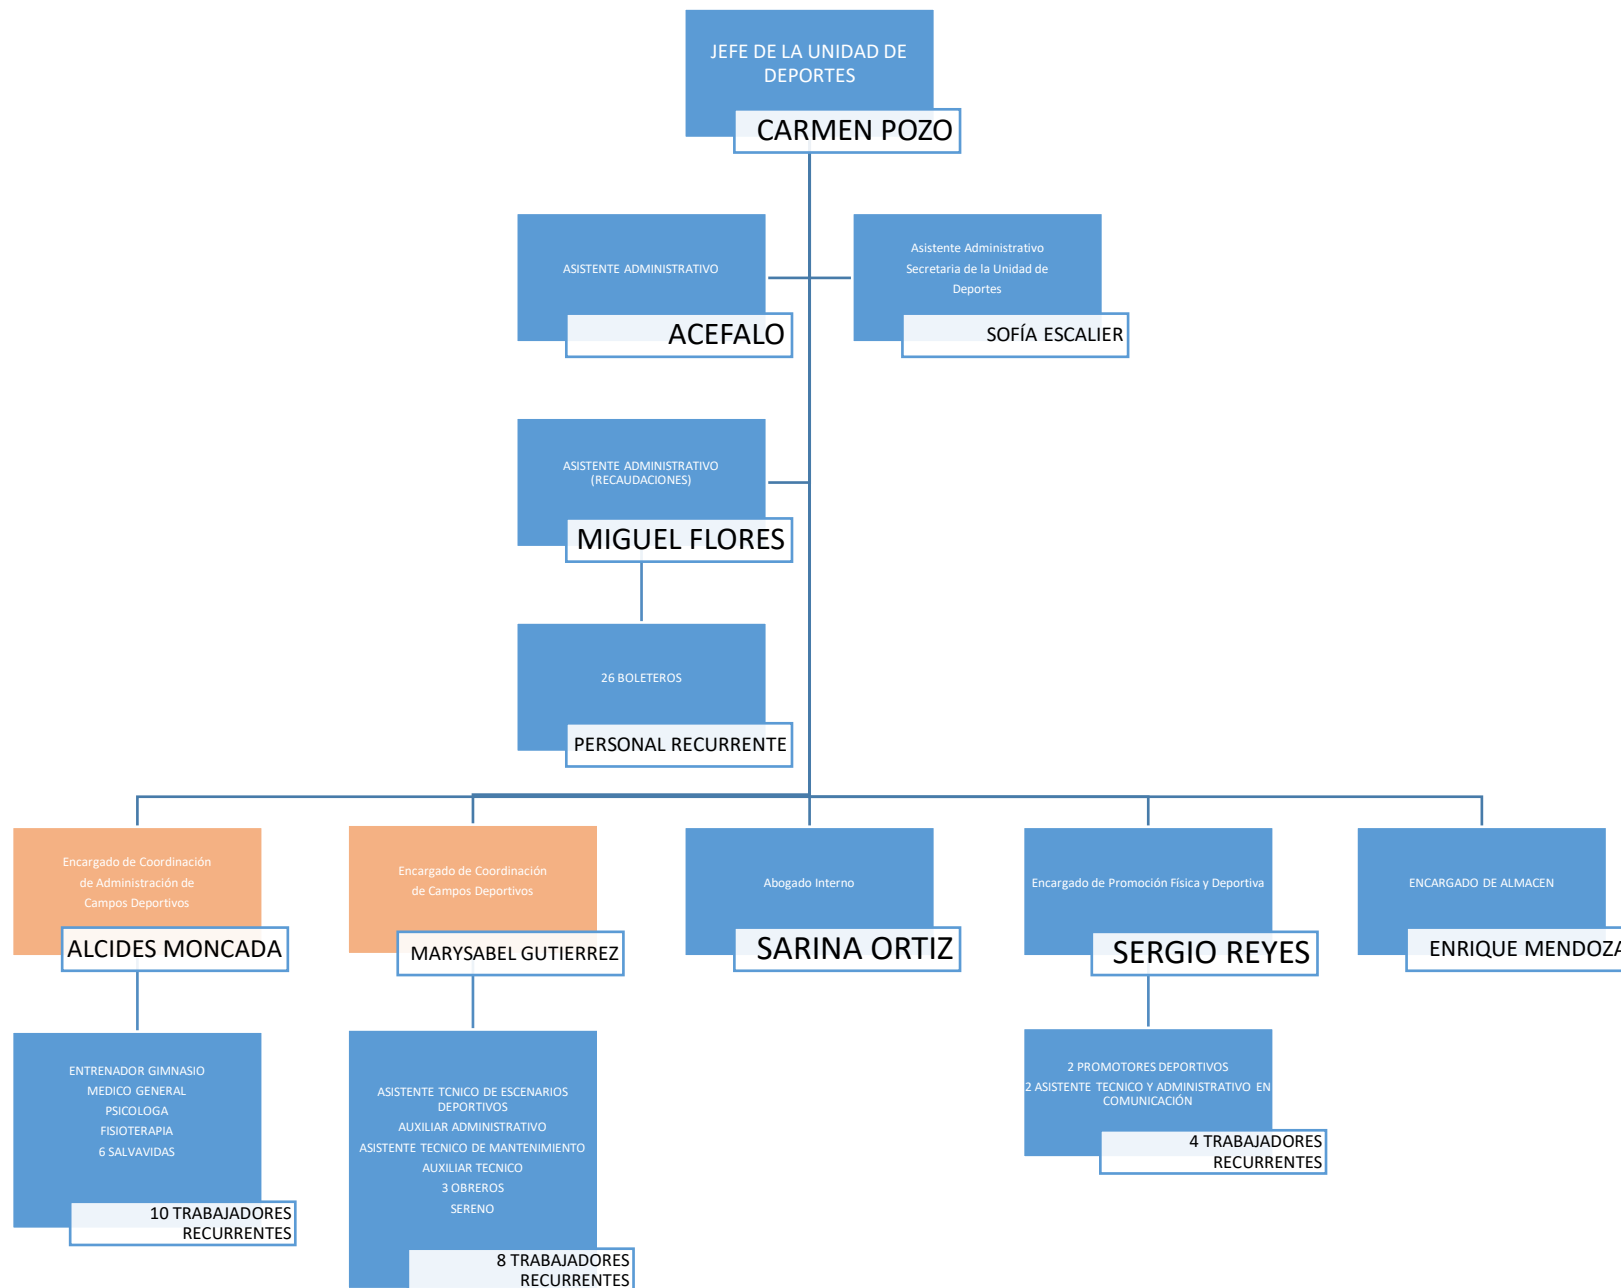 JEFE DE LA UNIDAD DE
DEPORTES
CARMEN POZO
ASISTENTE ADMINISTRATIVO
ACEFALO
Asistente Administrativo
Secretaria de la Unidad de
Deportes
SOFÍA ESCALIER
ASISTENTE ADMINISTRATIVO
(RECAUDACIONES)
MIGUEL FLORES
26 BOLETEROS
PERSONAL RECURRENTE
Encargado de Coordinación
de Administración de
Campos Deportivos
ALCIDES MONCADA
Encargado de Coordinación
de Campos Deportivos
MARYSABEL GUTIERREZ
Abogado Interno
SARINA ORTIZ
Encargado de Promoción Física y Deportiva
SERGIO REYES
ENCARGADO DE ALMACEN
ENRIQUE MENDOZA
ENTRENADOR GIMNASIO
MEDICO GENERAL
PSICOLOGA
FISIOTERAPIA
6 SALVAVIDAS
10 TRABAJADORES
RECURRENTES
ASISTENTE TCNICO DE ESCENARIOS
DEPORTIVOS
AUXILIAR ADMINISTRATIVO
ASISTENTE TECNICO DE MANTENIMIENTO
AUXILIAR TECNICO
3 OBREROS
SERENO
8 TRABAJADORES
RECURRENTES
2 PROMOTORES DEPORTIVOS
2 ASISTENTE TECNICO Y ADMINISTRATIVO EN
COMUNICACIÓN
4 TRABAJADORES
RECURRENTES